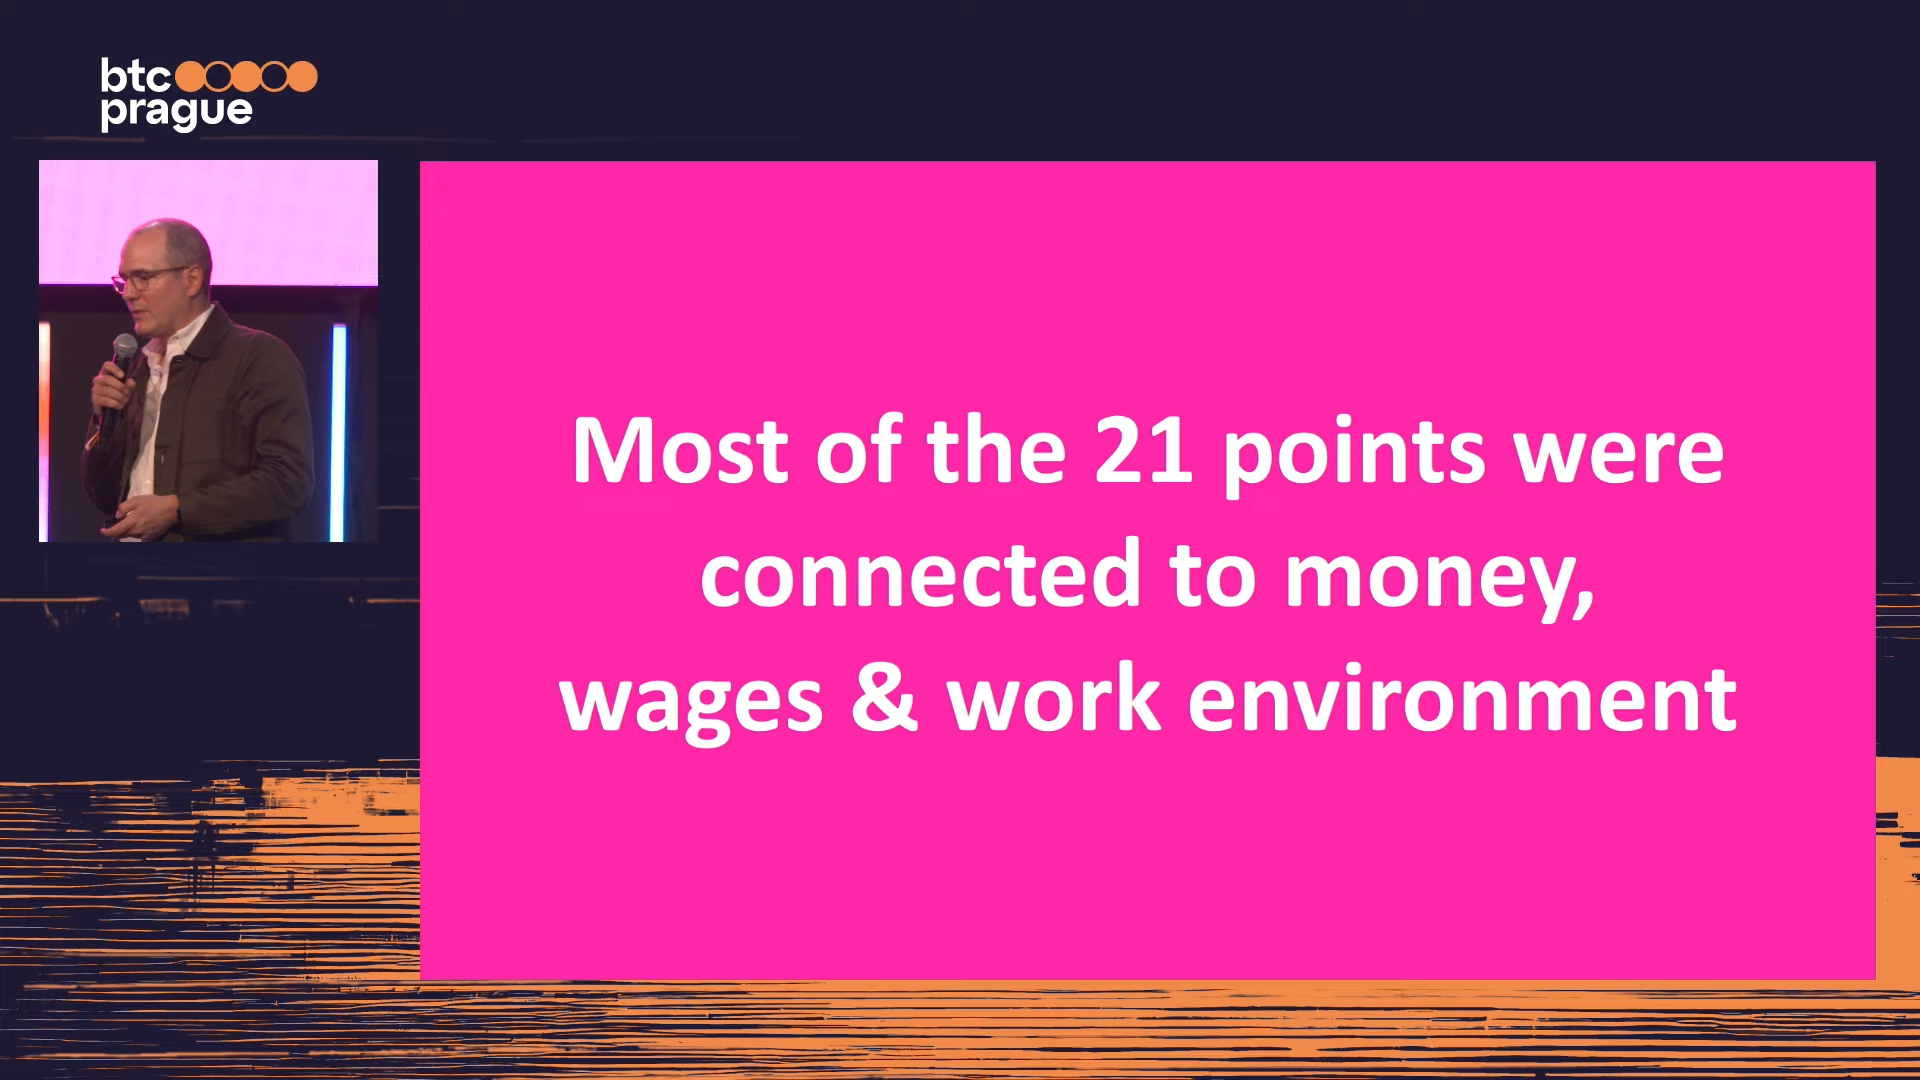 btc
prague
Most of the 21 points were
connected to money,
wages & work environment